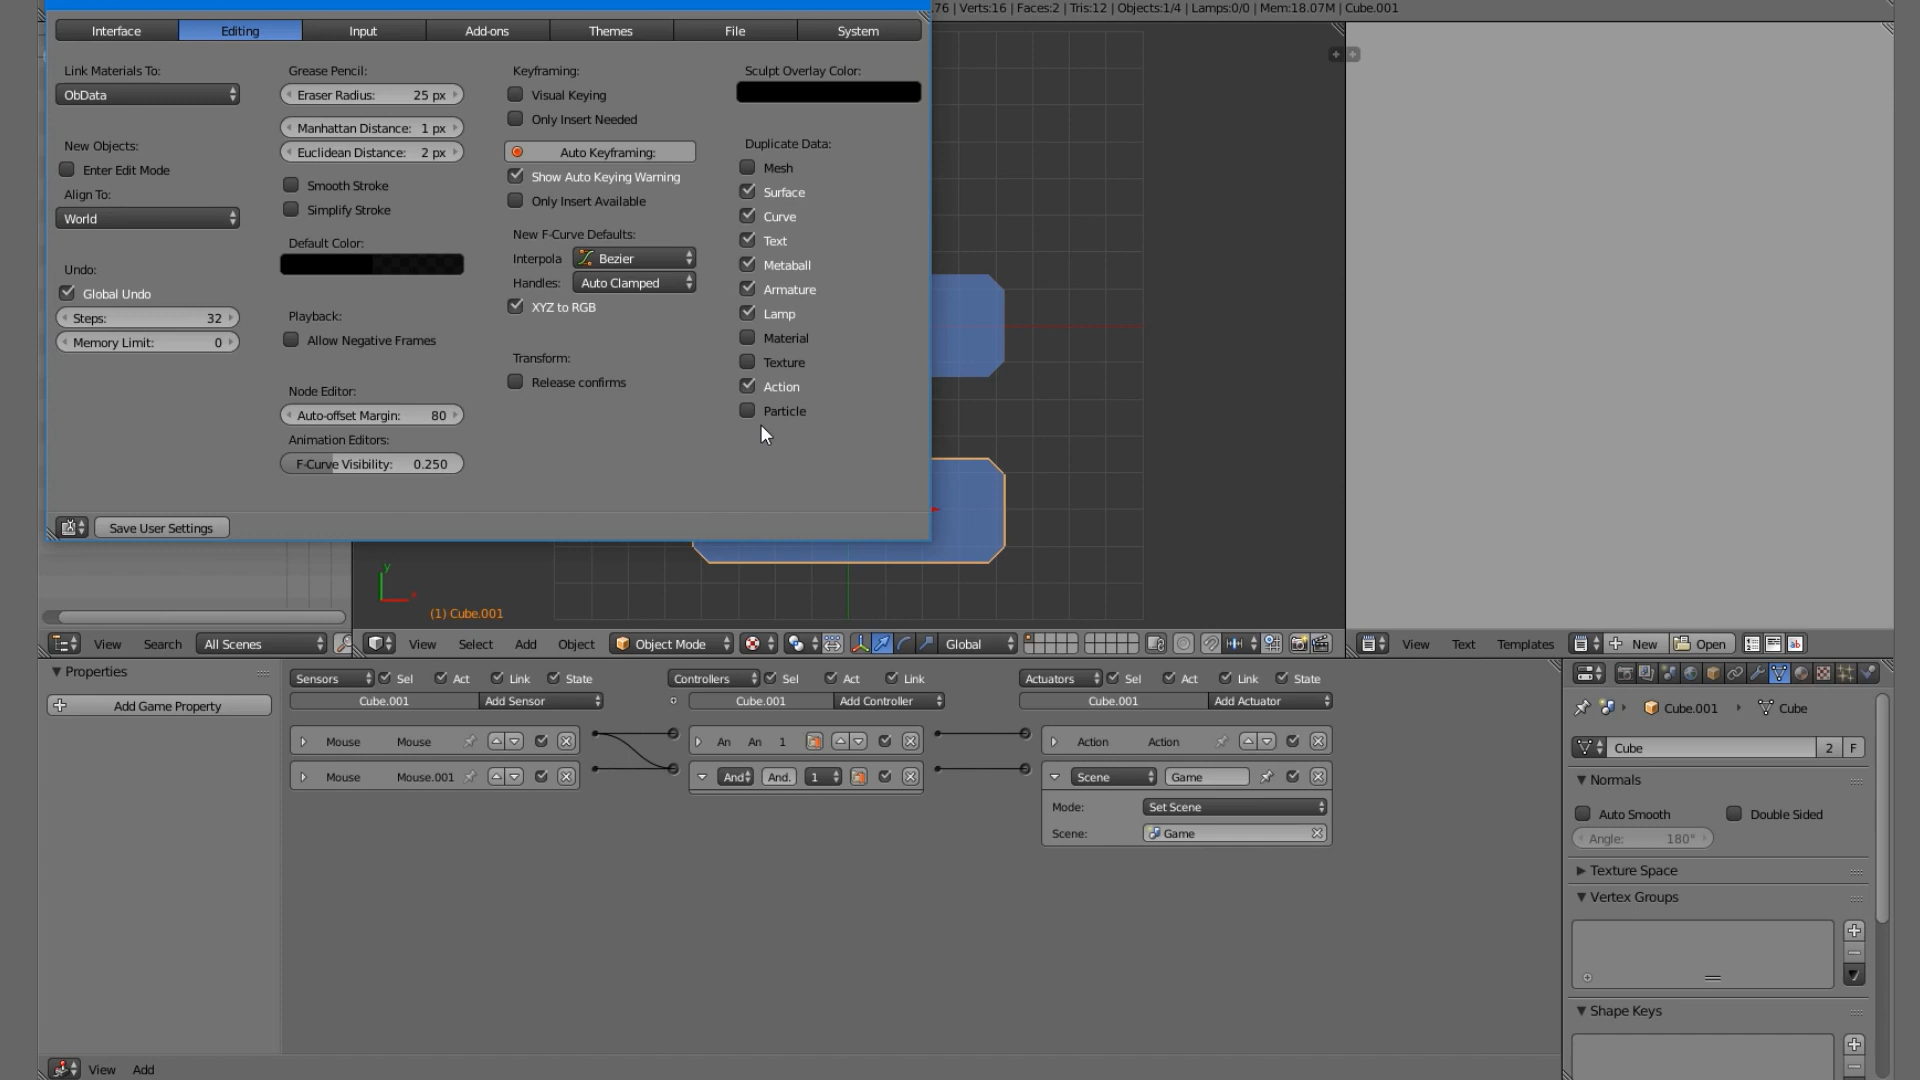 .76 | Verts:16 | Faces:2 | Tris:12 | Objects:1/4 | Lamps:0/0 | Mem:18.07M | Cube.001
Interface Editing Input Add-ons Themes File System
Link Materials To:
ObData
New Objects:
Enter Edit Mode
Align To:
World
Undo:
Global Undo
Steps: 32
Memory Limit: 0
Grease Pencil:
Eraser Radius: 25 px
Manhattan Distance: 1 px
Euclidean Distance: 2 px
Smooth Stroke
Simplify Stroke
Default Color:
Playback:
Allow Negative Frames
Node Editor:
Auto-offset Margin: 80
Animation Editors:
F-Curve Visibility: 0.250
Keyframing:
Visual Keying
Only Insert Needed
Auto Keyframing:
Show Auto Keying Warning
Only Insert Available
New F-Curve Defaults:
Interpola Bezier
Handles: Auto Clamped
XYZ to RGB
Transform:
Release confirms
Sculpt Overlay Color:
Duplicate Data:
Mesh
Surface
Curve
Text
Metaball
Armature
Lamp
Material
Texture
Action
Particle
Save User Settings
y
(1) Cube.001
View Search All Scenes
View Select Add Object Object Mode Global
View Text Templates New Open
Properties
Add Game Property
Sensors Sel Act Link State
Cube.001 Add Sensor
Mouse Mouse
Mouse Mouse.001
Controllers Sel Act Link
Cube.001 Add Controller
An An 1
And And. 1
Actuators Sel Act Link State
Cube.001 Add Actuator
Action Action
Scene Game
Mode: Set Scene
Scene: Game
Cube.001 Cube
Cube 2 F
Normals
Auto Smooth Double Sided
Angle: 180°
Texture Space
Vertex Groups
Shape Keys
View Add